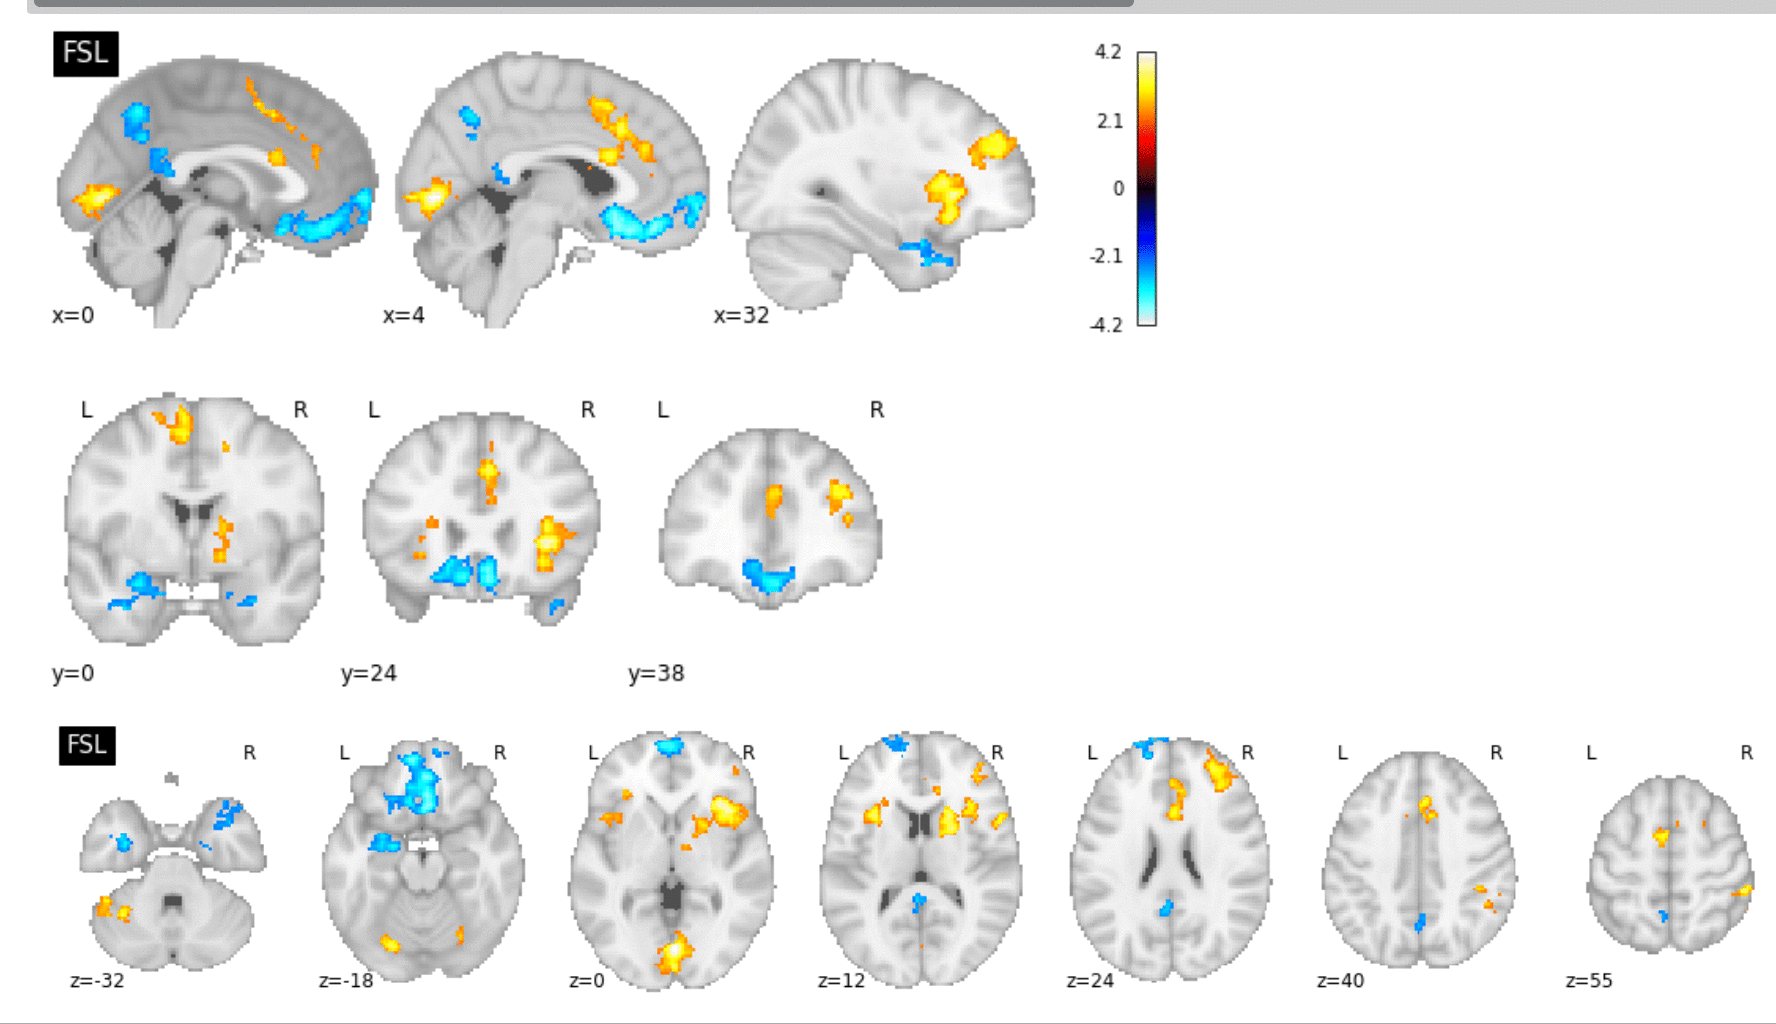 FSL
4.2
2.1
0
-2.1
-4.2
x=0 x=4 x=32
L R L R L R
y=0 y=24 y=38
FSL
R L R L R L R L R L R L R
z=-32 z=-18 z=0 z=12 z=24 z=40 z=55